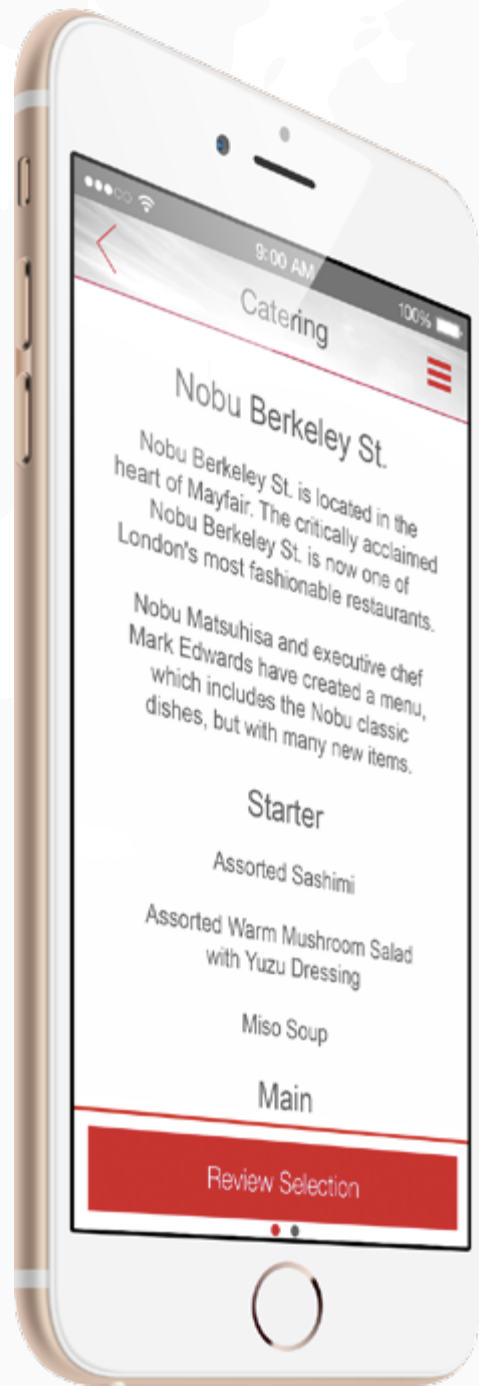 9:00 AM
100%
Catering
Nobu Berkeley St.
Nobu Berkeley St. is located in the
heart of Mayfair. The critically acclaimed
Nobu Berkeley St. is now one of
London's most fashionable restaurants.
Nobu Matsuhisa and executive chef
Mark Edwards have created a menu,
which includes the Nobu classic
dishes, but with many new items.
Starter
Assorted Sashimi
Assorted Warm Mushroom Salad
with Yuzu Dressing
Miso Soup
Main
Review Selection